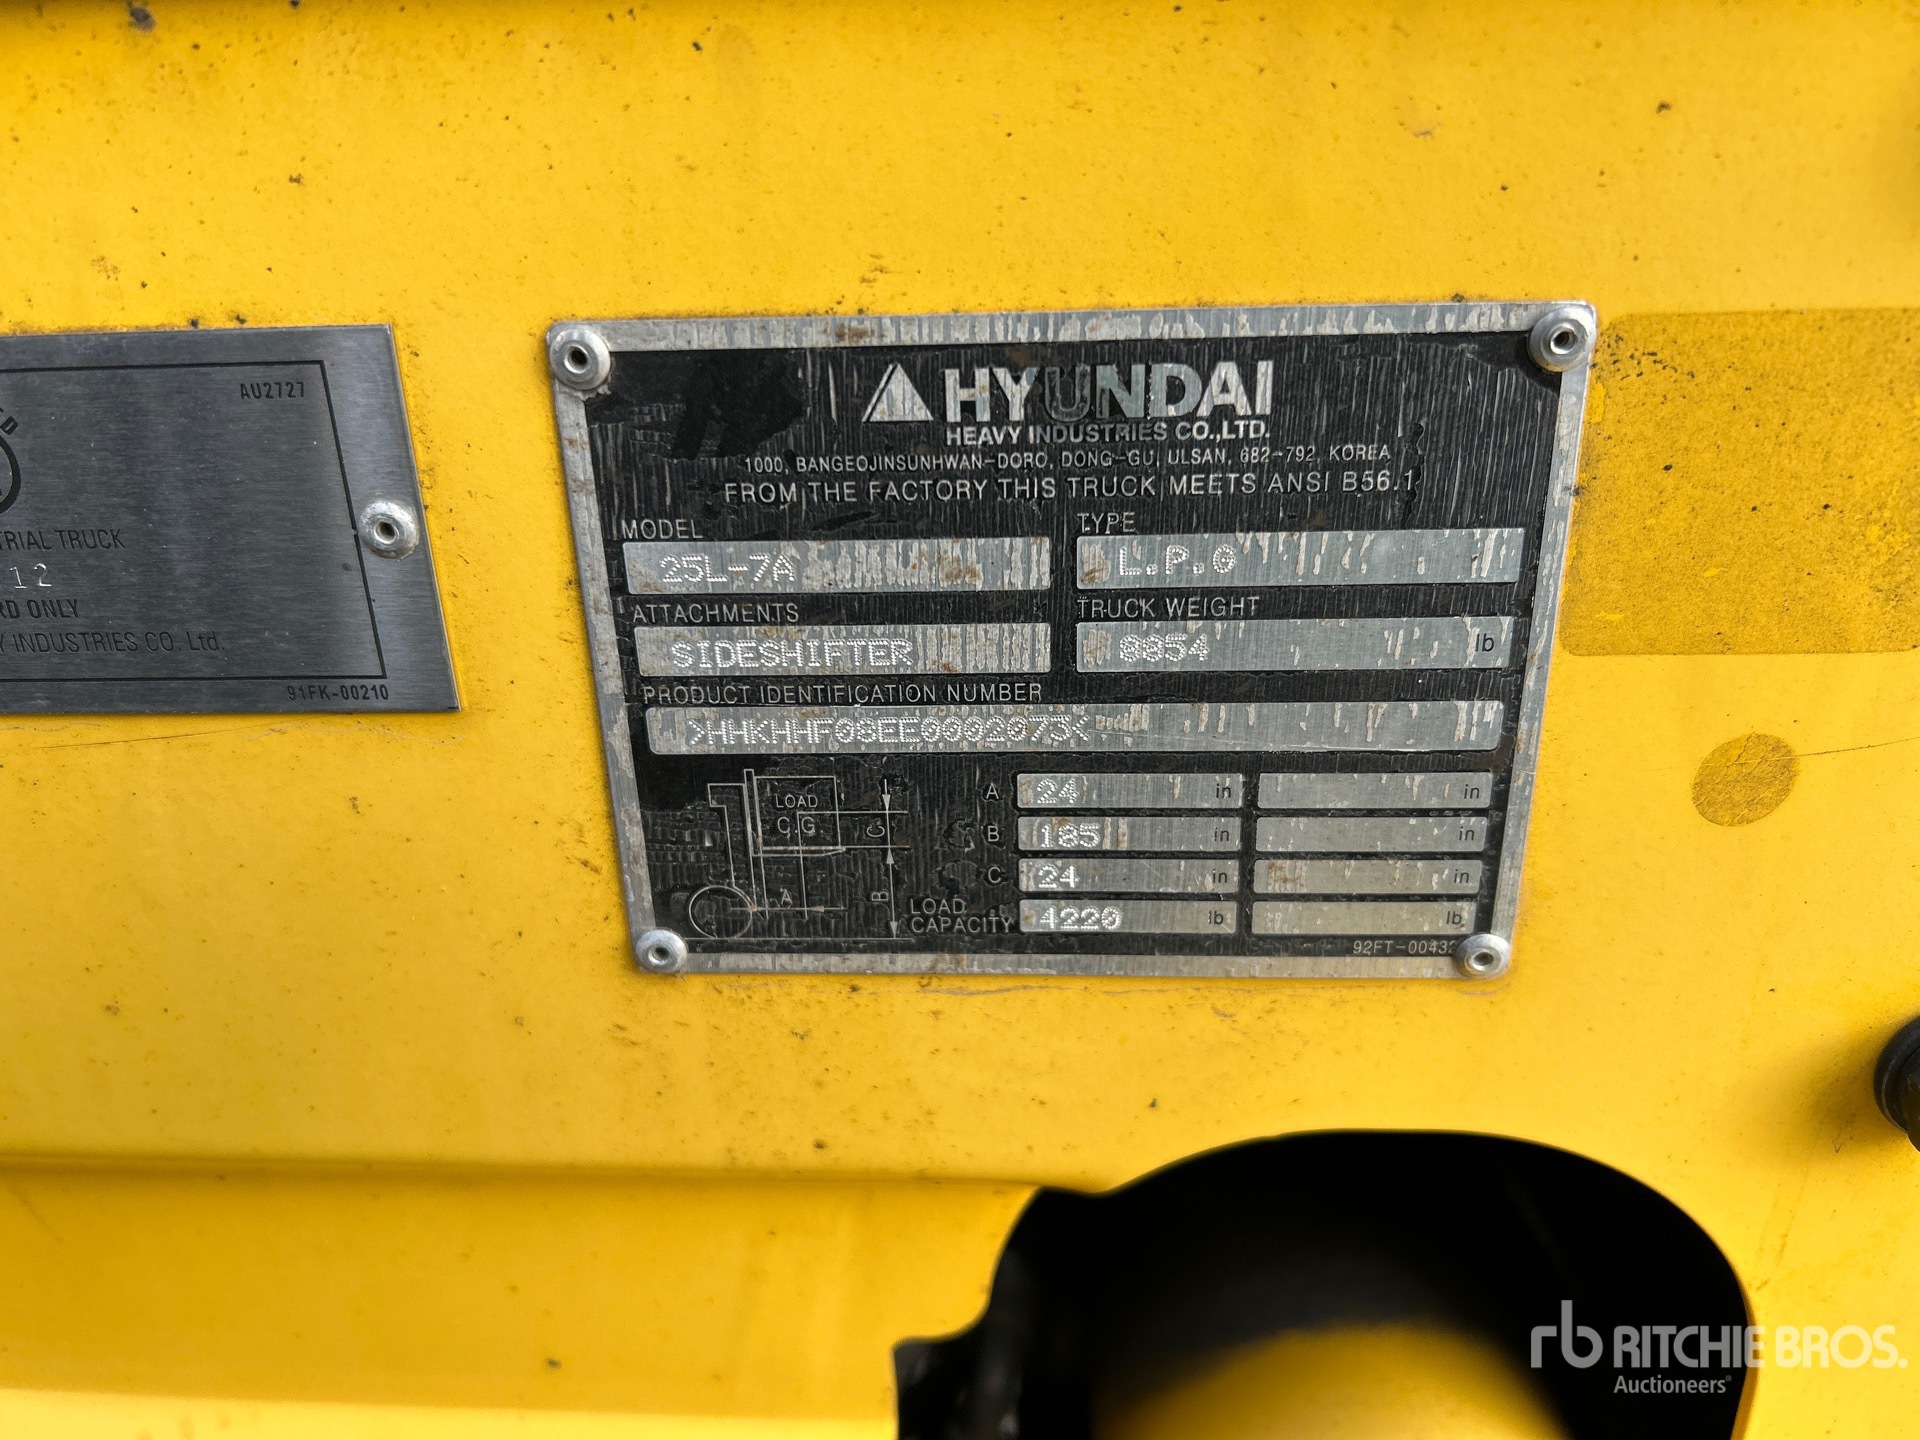 AU2727
TRIAL TRUCK
12
RD ONLY
Y INDUSTRIES CO. Ltd.
91FK-00210
HYUNDAI
HEAVY INDUSTRIES CO.,LTD.
1000, BANGEOJINSUNHWAN-DORO, DONG-GU, ULSAN, 682-792, KOREA
FROM THE FACTORY THIS TRUCK MEETS ANSI B56.1
MODEL TYPE
25L-7A L.P.G
ATTACHMENTS TRUCK WEIGHT
SIDESHIFTER 8854 lb
PRODUCT IDENTIFICATION NUMBER
>HHKHHF08EE0002073<
LOAD
C.G
C
A
B
A 24 in in
B 185 in in
C 24 in in
LOAD
CAPACITY 4220 lb lb
92FT-0043
rb RITCHIE BROS.
Auctioneers